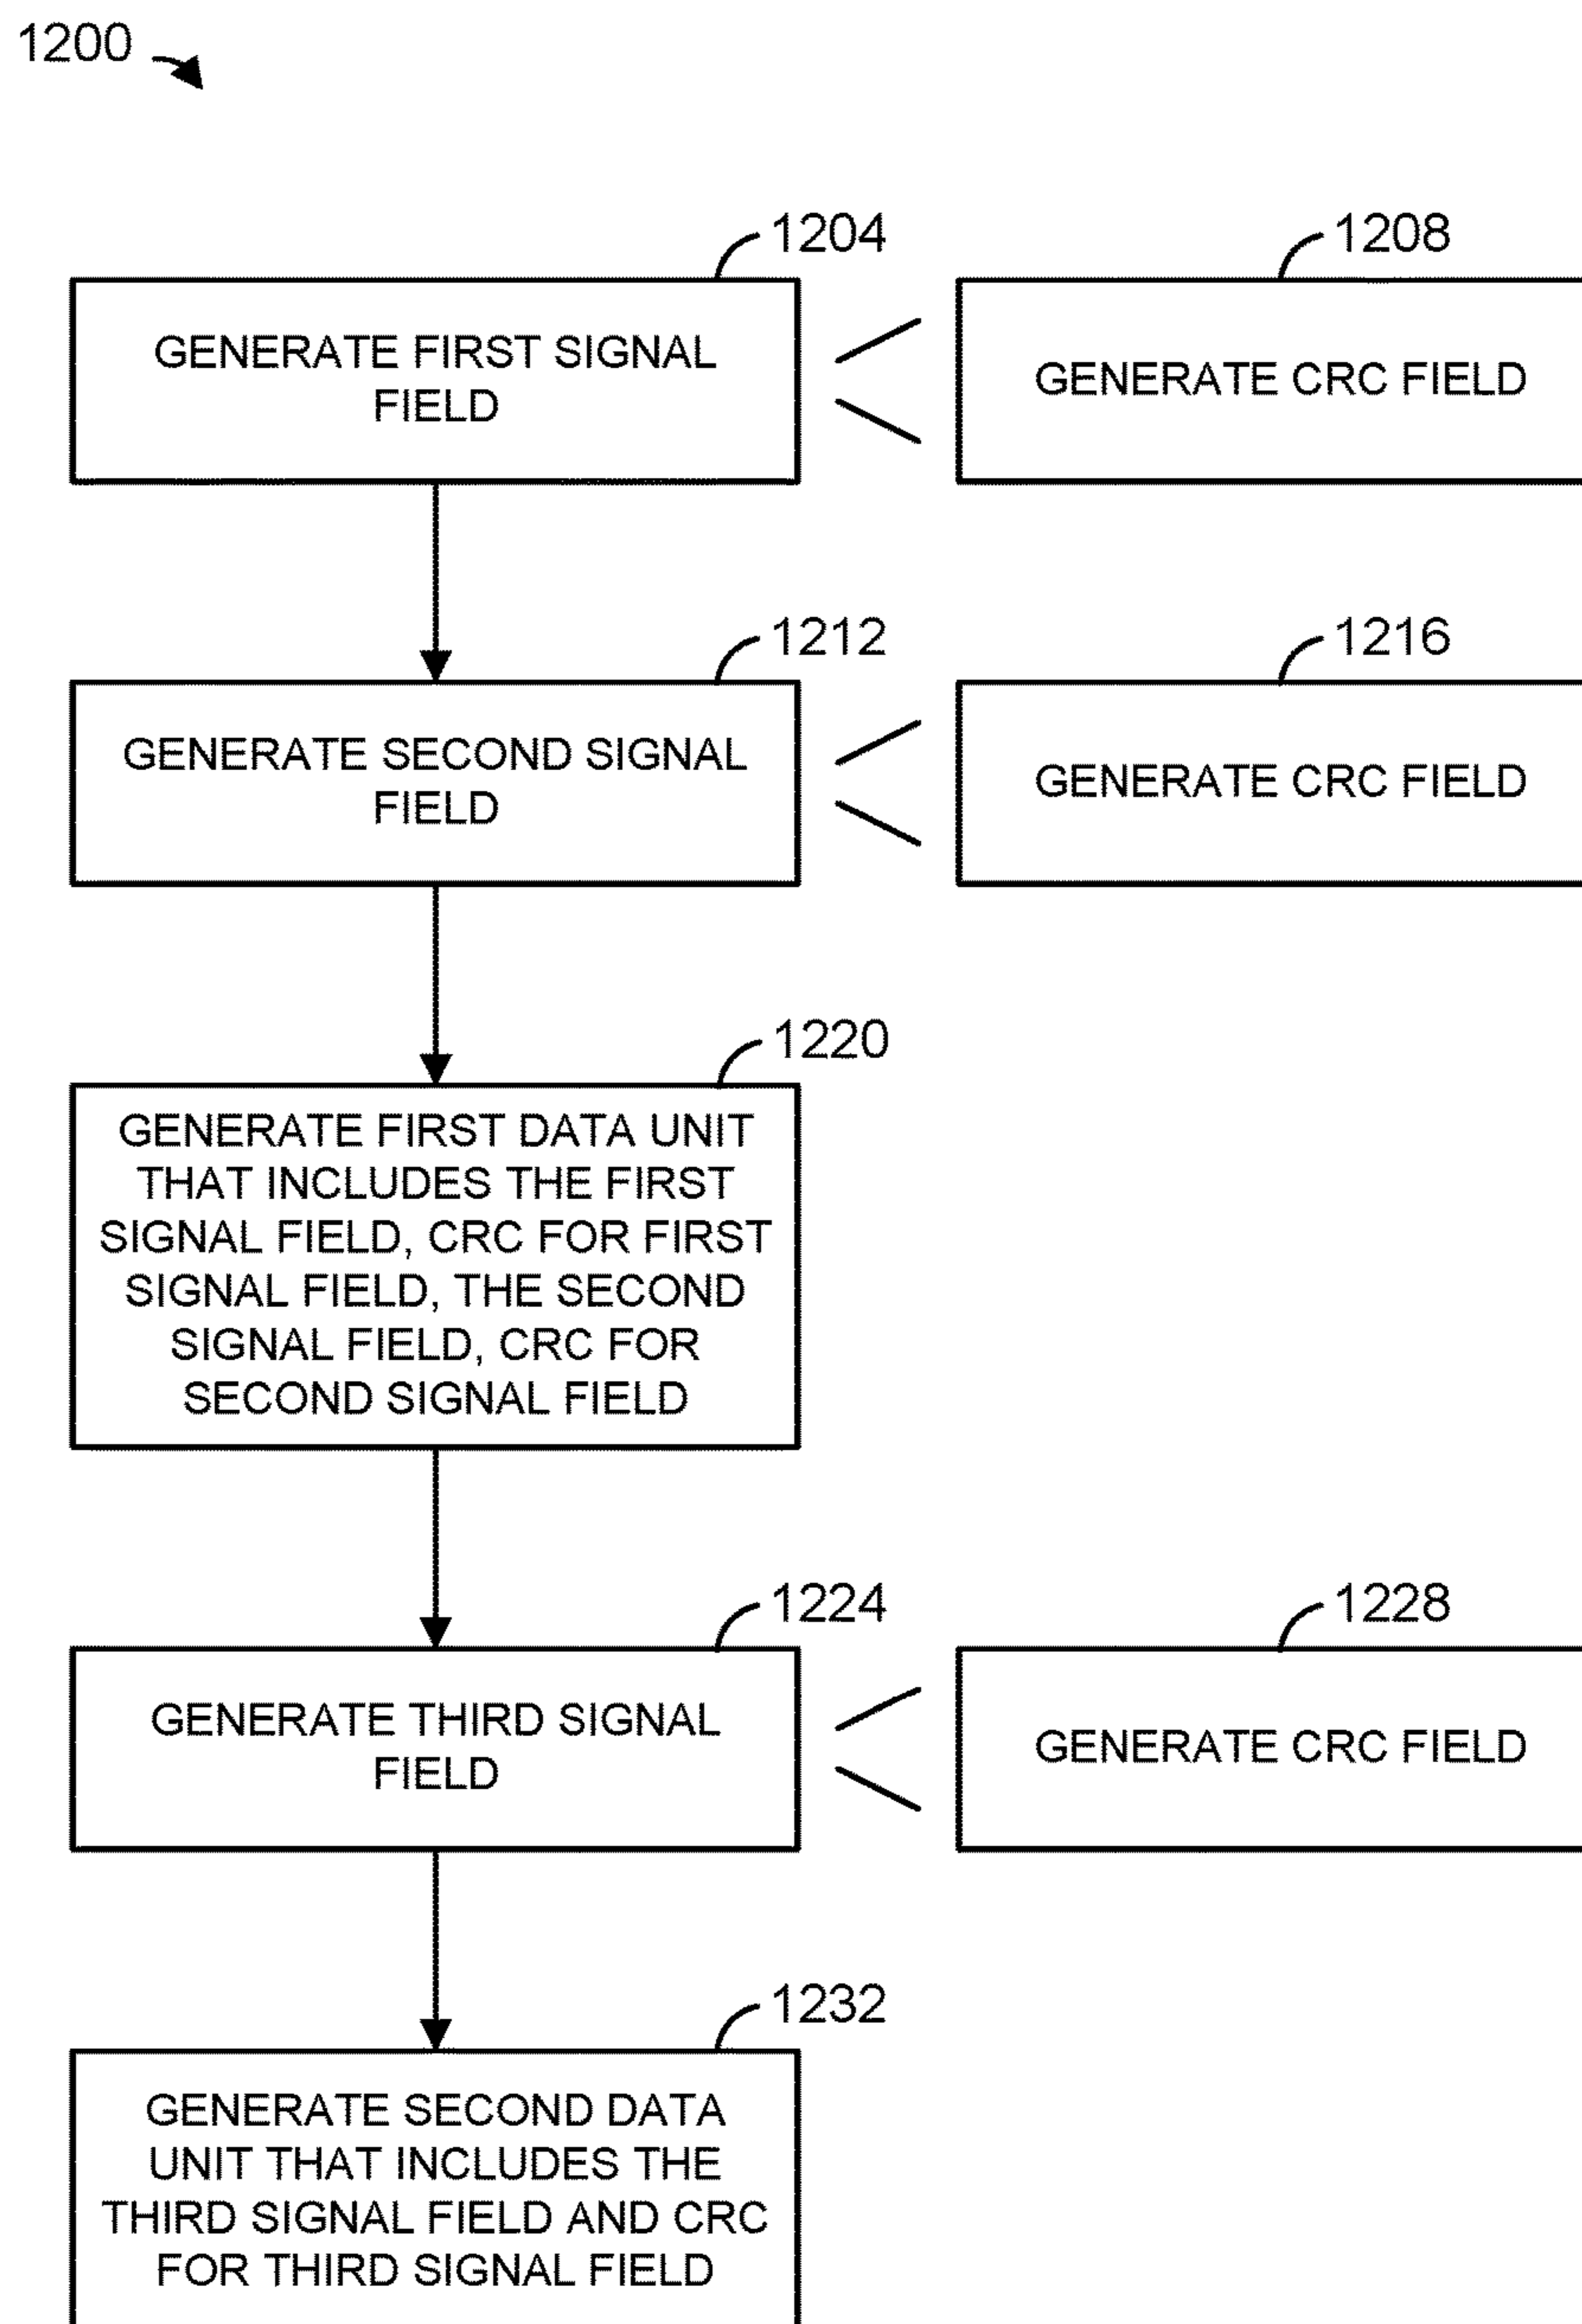 1200
1204
GENERATE FIRST SIGNAL
FIELD
1208
GENERATE CRC FIELD
1212
GENERATE SECOND SIGNAL
FIELD
1216
GENERATE CRC FIELD
1220
GENERATE FIRST DATA UNIT
THAT INCLUDES THE FIRST
SIGNAL FIELD, CRC FOR FIRST
SIGNAL FIELD, THE SECOND
SIGNAL FIELD, CRC FOR
SECOND SIGNAL FIELD
1224
GENERATE THIRD SIGNAL
FIELD
1228
GENERATE CRC FIELD
1232
GENERATE SECOND DATA
UNIT THAT INCLUDES THE
THIRD SIGNAL FIELD AND CRC
FOR THIRD SIGNAL FIELD